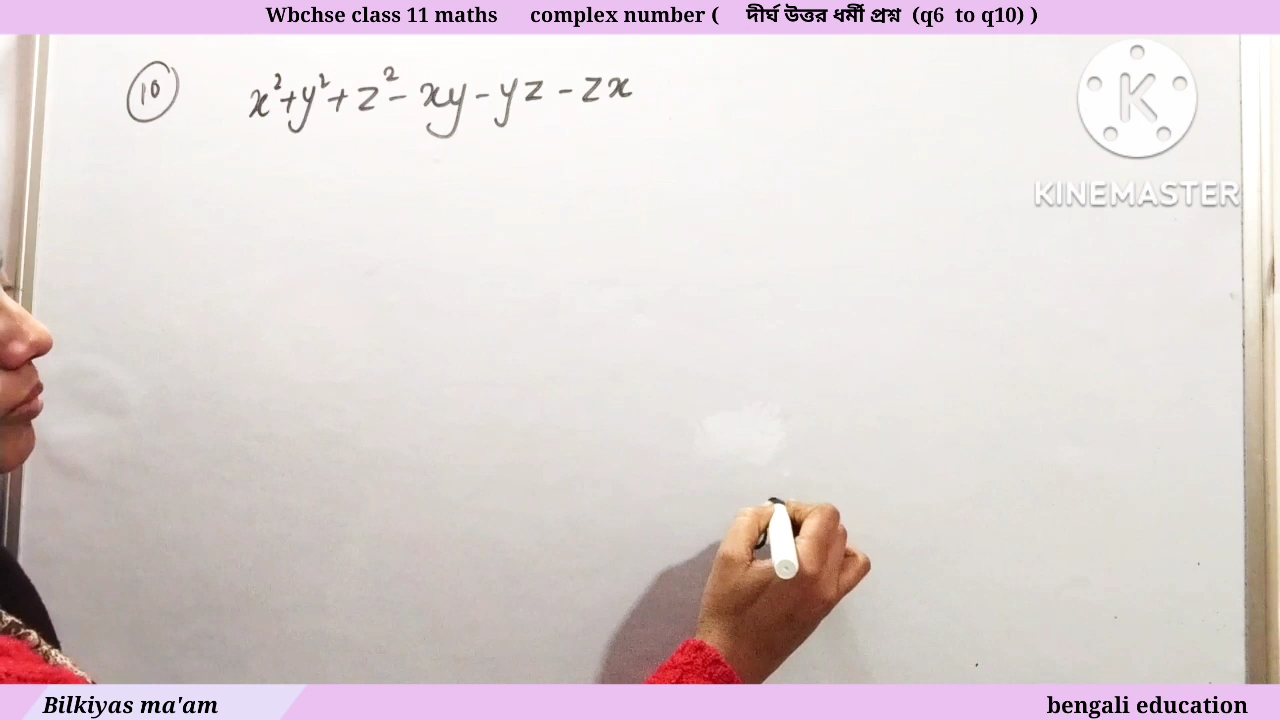 Wbchse class 11 maths complex number ( দীর্ঘ উত্তর ধর্মী প্রশ্ন (q6 to q10) )
10 x²+y²+z²-xy-yz-zx
K
KINEMASTER
Bilkiyas ma'am
bengali education